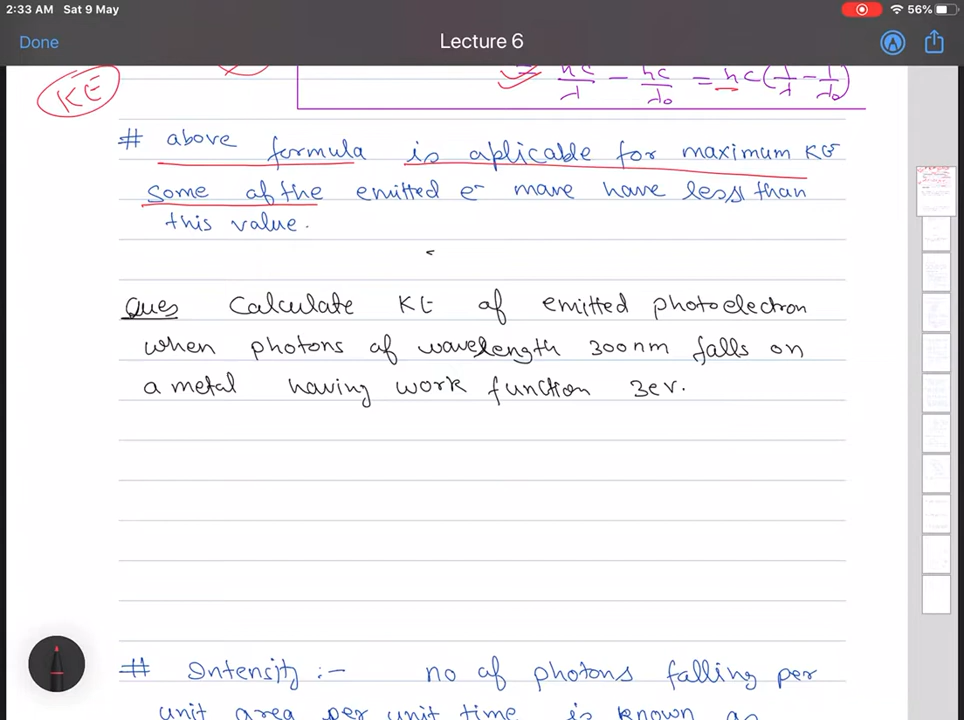 2:33 AM Sat 9 May 56%
Done Lecture 6
KE
hc/λ - hc/λ₀ = hc(1/λ - 1/λ₀)
# above formula is aplicable for maximum KE
some of the emitted e⁻ mave have less than
this value.
Ques Calculate KE of emitted photoelectron
when photons of wavelength 300nm falls on
a metal having work function 3ev.
# Intensity :- no of photons falling per
unit area per unit time is known as